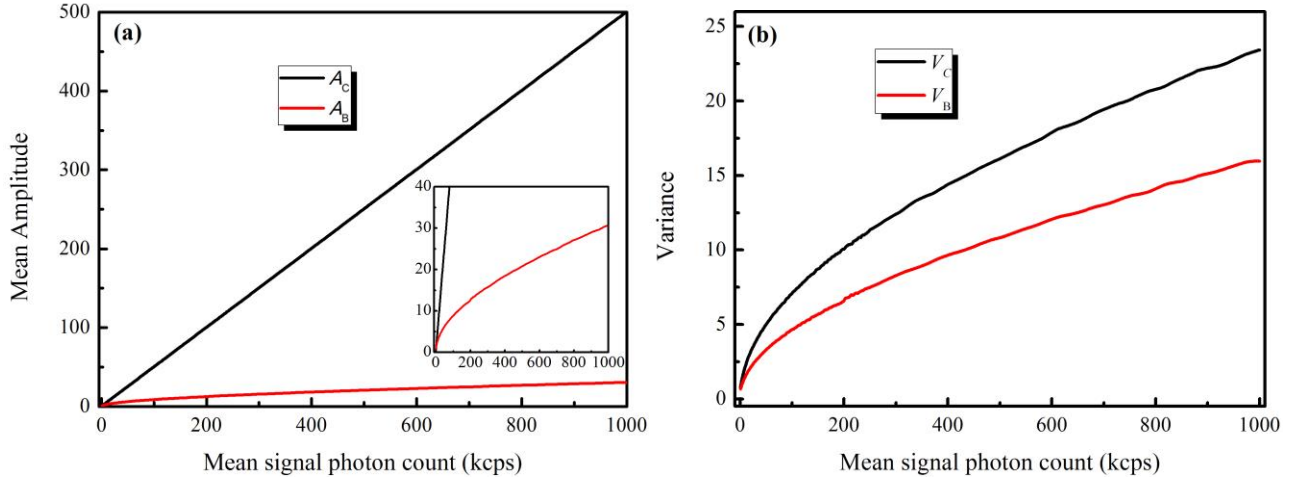 (a)
Mean Amplitude
500
400
300
200
100
0
A_C
A_B
40
30
20
10
0
0 200 400 600 800 1000
0 200 400 600 800 1000
Mean signal photon count (kcps)
(b)
Variance
25
20
15
10
5
0
V_C
V_B
0 200 400 600 800 1000
Mean signal photon count (kcps)